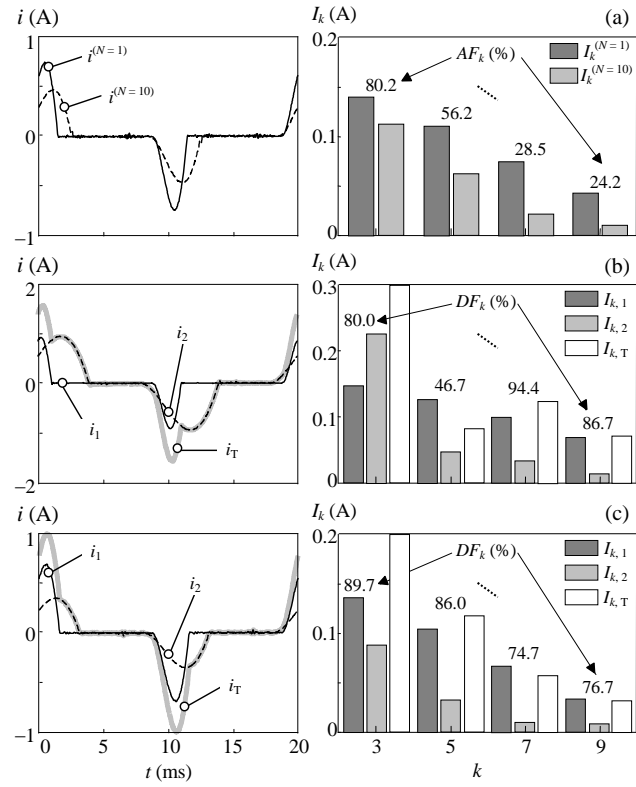 i (A)
1
0
−1
i^(N = 1)
i^(N = 10)
I_k (A)
(a)
0.2
0.1
0
AF_k (%)
I_k^(N = 1)
I_k^(N = 10)
80.2
56.2
28.5
24.2
i (A)
2
0
−2
i_2
i_1
i_T
I_k (A)
(b)
0.3
0.2
0.1
0
DF_k (%)
I_k, 1
I_k, 2
I_k, T
80.0
46.7
94.4
86.7
i (A)
1
0
−1
i_1
i_2
i_T
0
5
10
15
20
t (ms)
I_k (A)
(c)
0.2
0.1
0
DF_k (%)
I_k, 1
I_k, 2
I_k, T
89.7
86.0
74.7
76.7
3
5
7
9
k